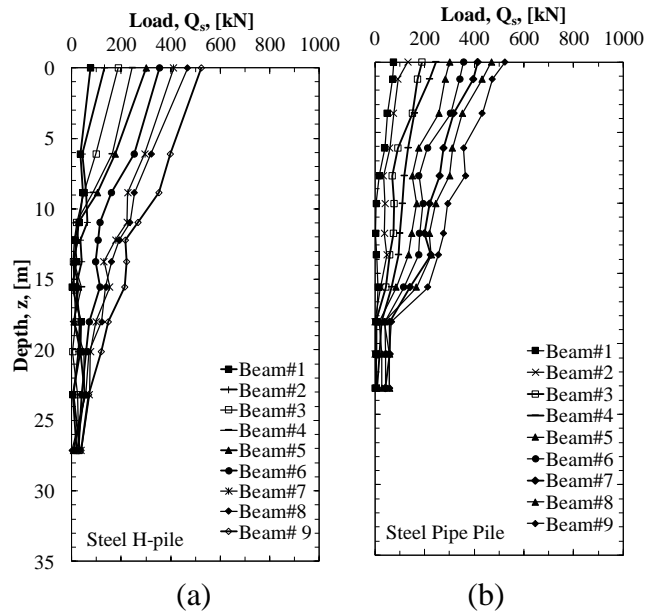 Load, Qs, [kN]
0 200 400 600 800 1000
0
5
10
15
20
25
30
35
Depth, z, [m]
Beam#1
Beam#2
Beam#3
Beam#4
Beam#5
Beam#6
Beam#7
Beam#8
Beam# 9
Steel H-pile
(a)
Load, Qs, [kN]
0 200 400 600 800 1000
Beam#1
Beam#2
Beam#3
Beam#4
Beam#5
Beam#6
Beam#7
Beam#8
Beam#9
Steel Pipe Pile
(b)